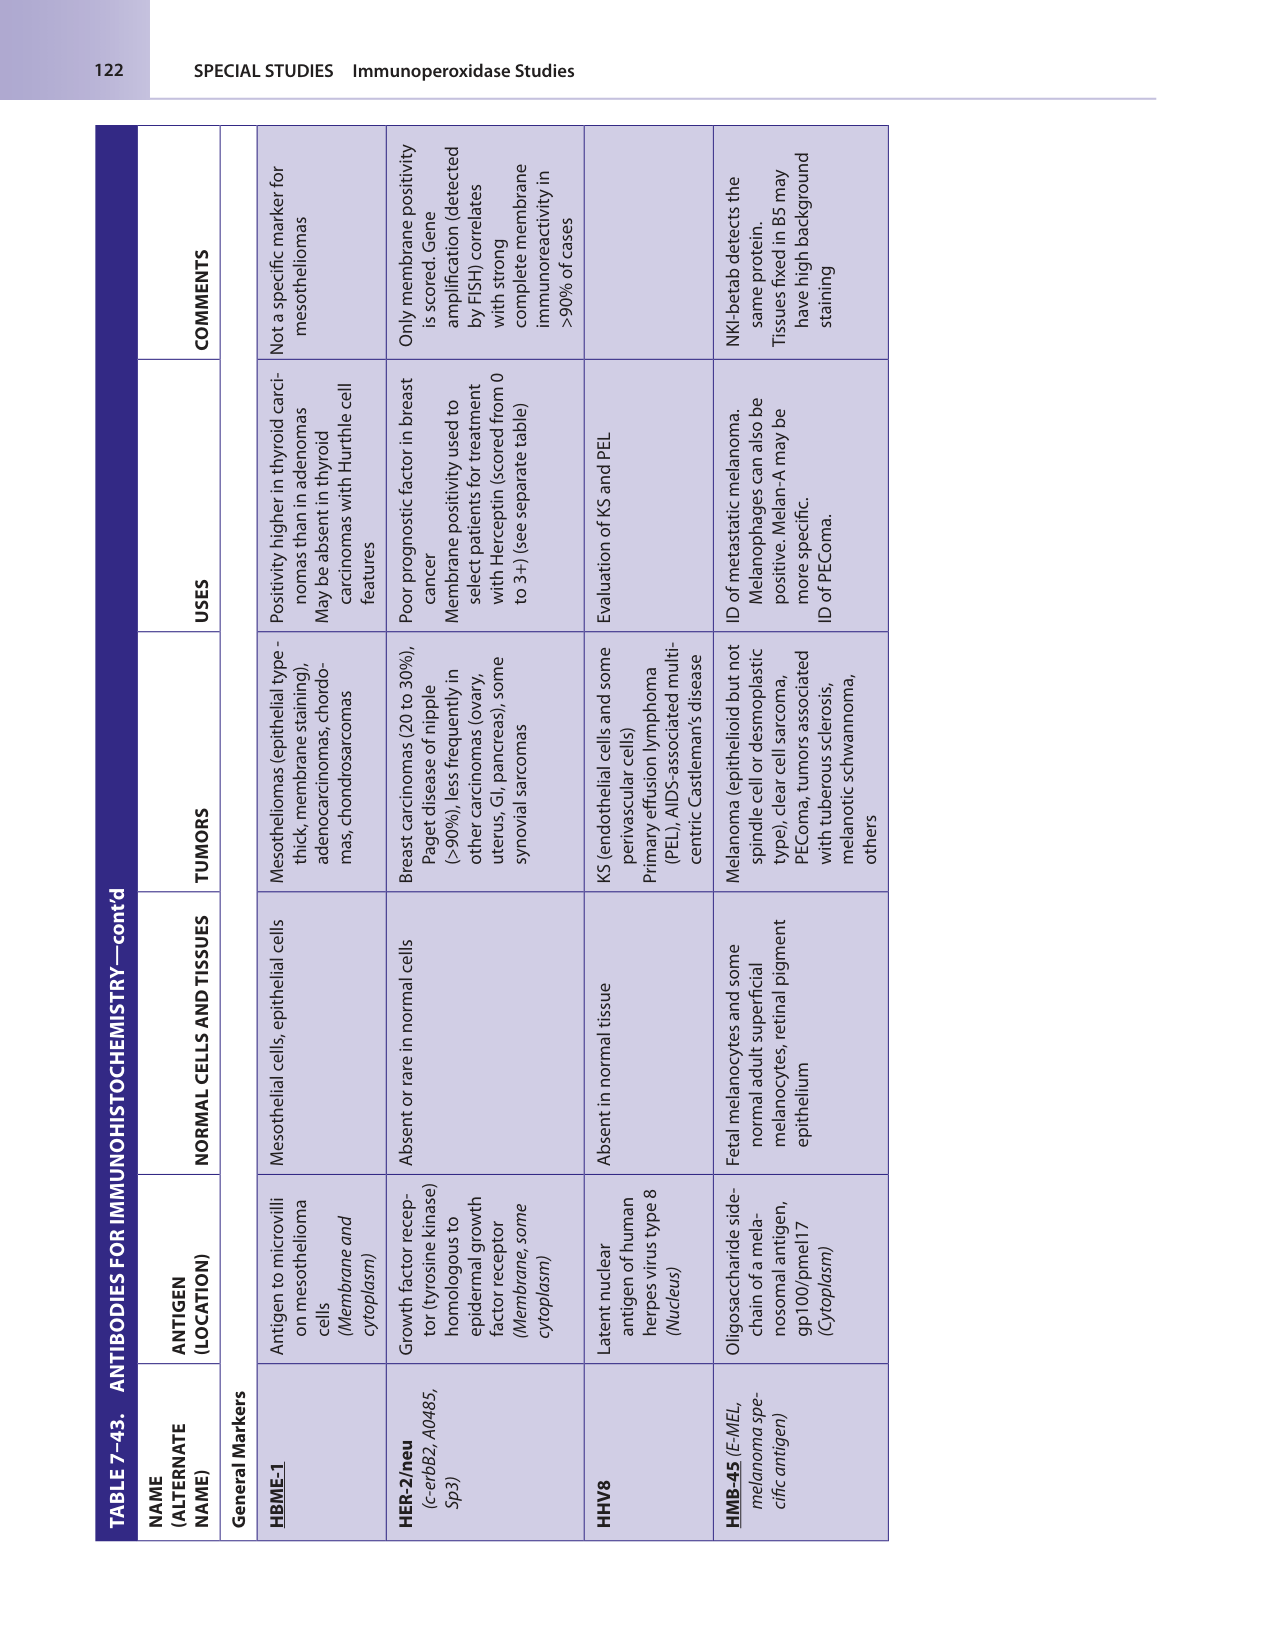 122
SPECIAL STUDIES Immunoperoxidase Studies
TABLE 7–43. ANTIBODIES FOR IMMUNOHISTOCHEMISTRY—cont’d
NAME
(ALTERNATE
NAME)
ANTIGEN
(LOCATION)
NORMAL CELLS AND TISSUES
TUMORS
USES
COMMENTS
General Markers
HBME-1
Antigen to microvilli
on mesothelioma
cells
(Membrane and
cytoplasm)
Mesothelial cells, epithelial cells
Mesotheliomas (epithelial type -
thick, membrane staining),
adenocarcinomas, chordo-
mas, chondrosarcomas
Positivity higher in thyroid carci-
nomas than in adenomas
May be absent in thyroid
carcinomas with Hurthle cell
features
Not a specific marker for
mesotheliomas
HER-2/neu
(c-erbB2, A0485,
Sp3)
Growth factor recep-
tor (tyrosine kinase)
homologous to
epidermal growth
factor receptor
(Membrane, some
cytoplasm)
Absent or rare in normal cells
Breast carcinomas (20 to 30%),
Paget disease of nipple
(>90%), less frequently in
other carcinomas (ovary,
uterus, GI, pancreas), some
synovial sarcomas
Poor prognostic factor in breast
cancer
Membrane positivity used to
select patients for treatment
with Herceptin (scored from 0
to 3+) (see separate table)
Only membrane positivity
is scored. Gene
amplification (detected
by FISH) correlates
with strong
complete membrane
immunoreactivity in
>90% of cases
HHV8
Latent nuclear
antigen of human
herpes virus type 8
(Nucleus)
Absent in normal tissue
KS (endothelial cells and some
perivascular cells)
Primary effusion lymphoma
(PEL), AIDS-associated multi-
centric Castleman’s disease
Evaluation of KS and PEL
HMB-45 (E-MEL,
melanoma spe-
cific antigen)
Oligosaccharide side-
chain of a mela-
nosomal antigen,
gp100/pmel17
(Cytoplasm)
Fetal melanocytes and some
normal adult superficial
melanocytes, retinal pigment
epithelium
Melanoma (epithelioid but not
spindle cell or desmoplastic
type), clear cell sarcoma,
PEComa, tumors associated
with tuberous sclerosis,
melanotic schwannoma,
others
ID of metastatic melanoma.
Melanophages can also be
positive. Melan-A may be
more specific.
ID of PEComa.
NKI-betab detects the
same protein.
Tissues fixed in B5 may
have high background
staining